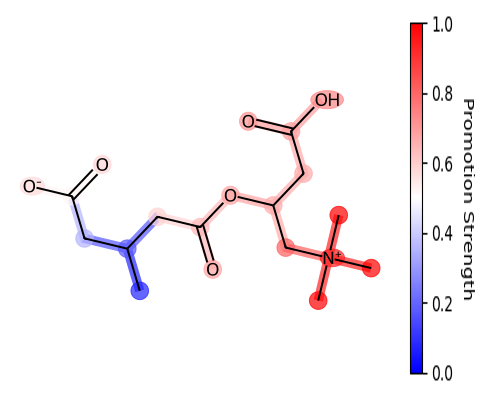 OH
O
O
O⁻
O
O
N⁺
1.0
0.8
0.6
0.4
0.2
0.0
Promotion Strength